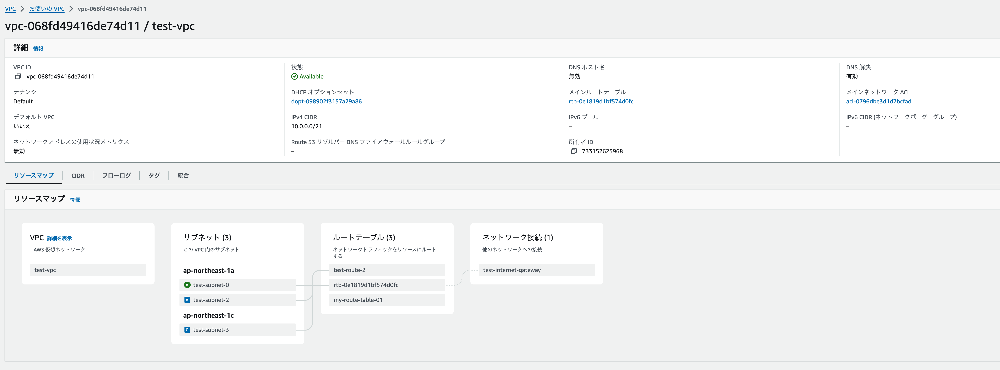 VPC > お使いの VPC > vpc-068fd49416de74d11
vpc-068fd49416de74d11 / test-vpc
詳細 情報
VPC ID
vpc-068fd49416de74d11
状態
Available
DNS ホスト名
無効
DNS 解決
有効
テナンシー
Default
DHCP オプションセット
dopt-098902f3157a29a86
メインルートテーブル
rtb-0e1819d1bf574d0fc
メインネットワーク ACL
acl-0796dbe3d1d7bcfad
デフォルト VPC
いいえ
IPv4 CIDR
10.0.0.0/21
IPv6 プール
–
IPv6 CIDR (ネットワークボーダーグループ)
–
ネットワークアドレスの使用状況メトリクス
無効
Route 53 リゾルバー DNS ファイアウォールルールグループ
–
所有者 ID
733152625968
リソースマップ CIDR フローログ タグ 統合
リソースマップ 情報
VPC 詳細を表示
AWS 仮想ネットワーク
test-vpc
サブネット (3)
この VPC 内のサブネット
ap-northeast-1a
A test-subnet-0
A test-subnet-2
ap-northeast-1c
C test-subnet-3
ルートテーブル (3)
ネットワークトラフィックをリソースにルート
する
test-route-2
rtb-0e1819d1bf574d0fc
my-route-table-01
ネットワーク接続 (1)
他のネットワークへの接続
test-internet-gateway